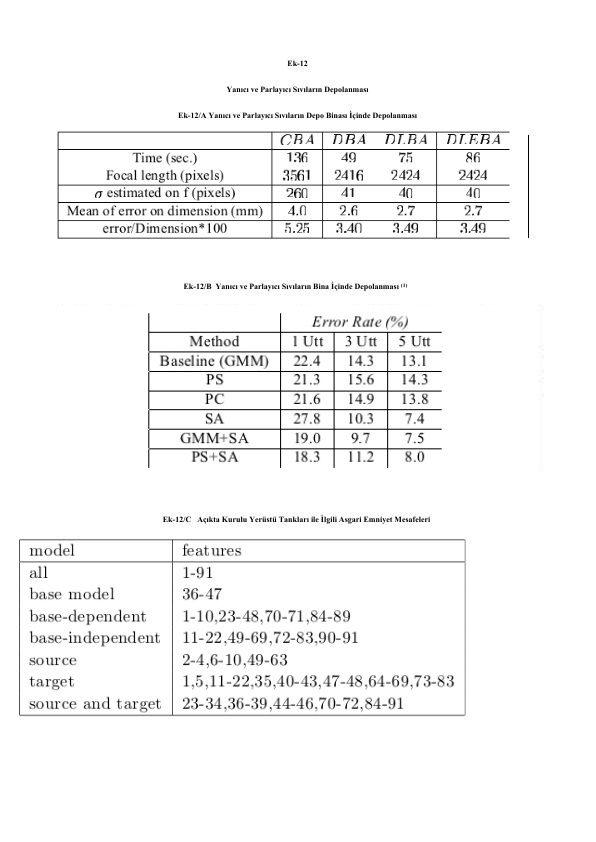 Ek-12
Yanıcı ve Parlayıcı Sıvıların Depolanması
Ek-12/A Yanıcı ve Parlayıcı Sıvıların Depo Binası İçinde Depolanması
CBA DBA DLBA DLEBA
Time (sec.) 136 49 75 86
Focal length (pixels) 3561 2416 2424 2424
σ estimated on f (pixels) 260 41 40 40
Mean of error on dimension (mm) 4.0 2.6 2.7 2.7
error/Dimension*100 5.25 3.40 3.49 3.49
Ek-12/B Yanıcı ve Parlayıcı Sıvıların Bina İçinde Depolanması (1)
Error Rate (%)
Method 1 Utt 3 Utt 5 Utt
Baseline (GMM) 22.4 14.3 13.1
PS 21.3 15.6 14.3
PC 21.6 14.9 13.8
SA 27.8 10.3 7.4
GMM+SA 19.0 9.7 7.5
PS+SA 18.3 11.2 8.0
Ek-12/C Açıkta Kurulu Yerüstü Tankları ile İlgili Asgari Emniyet Mesafeleri
model features
all 1-91
base model 36-47
base-dependent 1-10,23-48,70-71,84-89
base-independent 11-22,49-69,72-83,90-91
source 2-4,6-10,49-63
target 1,5,11-22,35,40-43,47-48,64-69,73-83
source and target 23-34,36-39,44-46,70-72,84-91